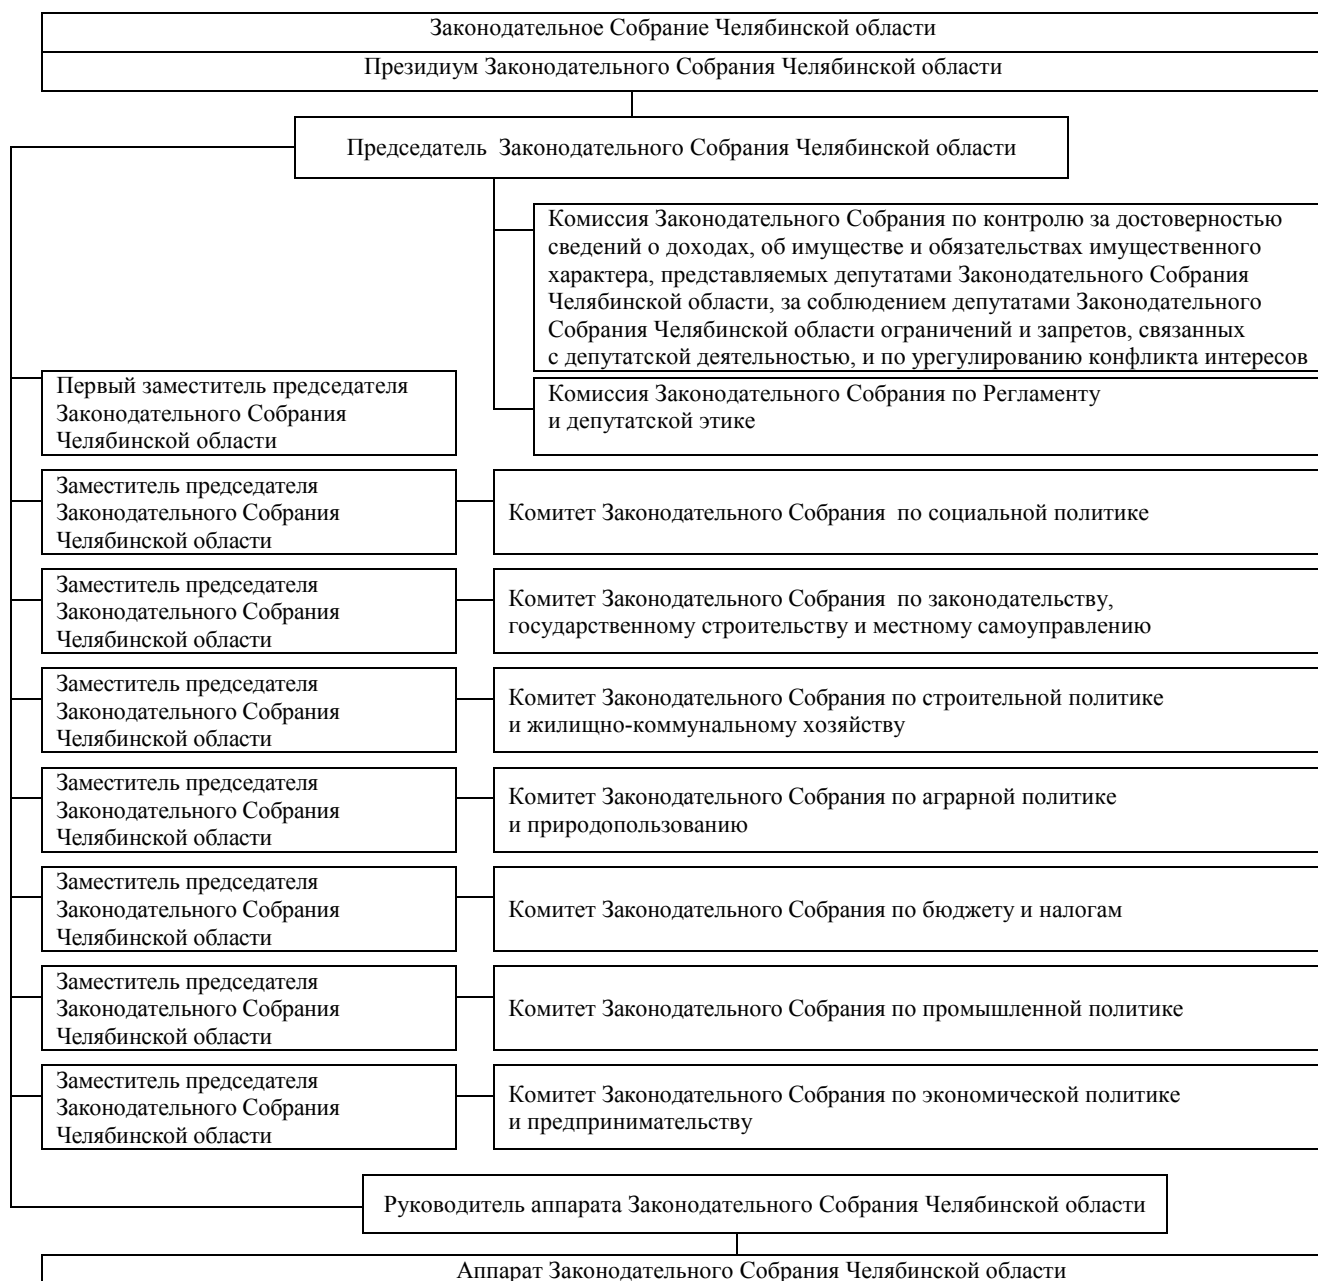 Законодательное Собрание Челябинской области
Президиум Законодательного Собрания Челябинской области
Председатель Законодательного Собрания Челябинской области
Комиссия Законодательного Собрания по контролю за достоверностью
сведений о доходах, об имуществе и обязательствах имущественного
характера, представляемых депутатами Законодательного Собрания
Челябинской области, за соблюдением депутатами Законодательного
Собрания Челябинской области ограничений и запретов, связанных
с депутатской деятельностью, и по урегулированию конфликта интересов
Первый заместитель председателя
Законодательного Собрания
Челябинской области
Комиссия Законодательного Собрания по Регламенту
и депутатской этике
Заместитель председателя
Законодательного Собрания
Челябинской области
Комитет Законодательного Собрания по социальной политике
Заместитель председателя
Законодательного Собрания
Челябинской области
Комитет Законодательного Собрания по законодательству,
государственному строительству и местному самоуправлению
Заместитель председателя
Законодательного Собрания
Челябинской области
Комитет Законодательного Собрания по строительной политике
и жилищно-коммунальному хозяйству
Заместитель председателя
Законодательного Собрания
Челябинской области
Комитет Законодательного Собрания по аграрной политике
и природопользованию
Заместитель председателя
Законодательного Собрания
Челябинской области
Комитет Законодательного Собрания по бюджету и налогам
Заместитель председателя
Законодательного Собрания
Челябинской области
Комитет Законодательного Собрания по промышленной политике
Заместитель председателя
Законодательного Собрания
Челябинской области
Комитет Законодательного Собрания по экономической политике
и предпринимательству
Руководитель аппарата Законодательного Собрания Челябинской области
Аппарат Законодательного Собрания Челябинской области